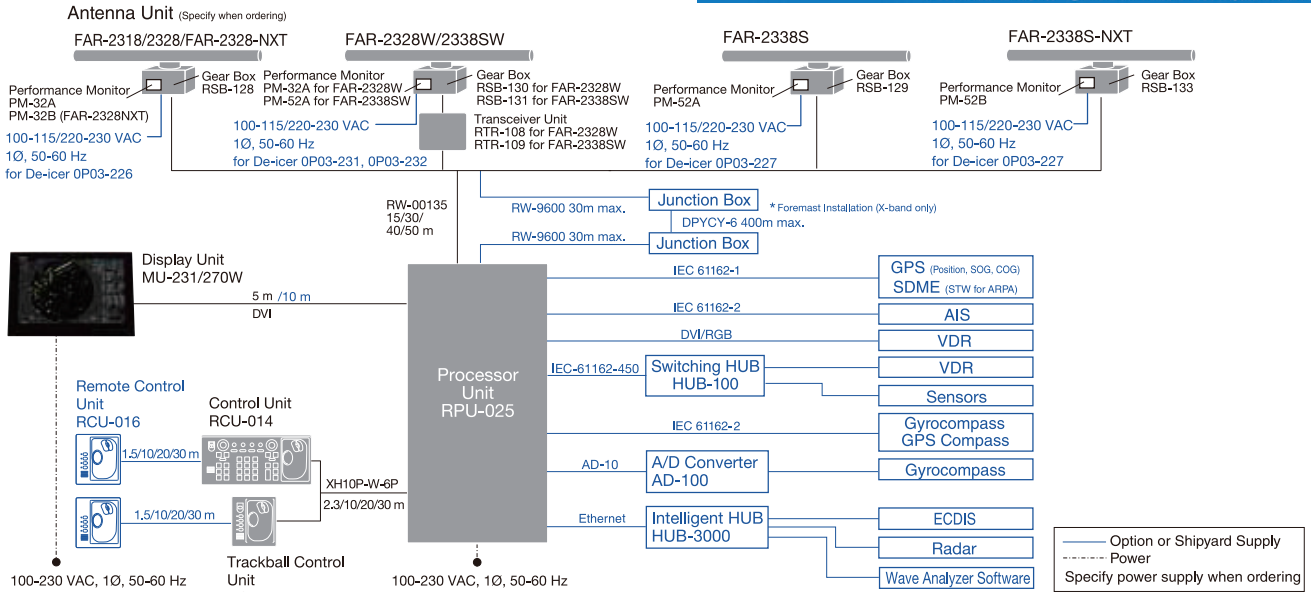 Antenna Unit (Specify when ordering)
FAR-2318/2328/FAR-2328-NXT
Performance Monitor
PM-32A
PM-32B (FAR-2328NXT)
Gear Box
RSB-128
100-115/220-230 VAC
1Ø, 50-60 Hz
for De-icer 0P03-226
FAR-2328W/2338SW
Performance Monitor
PM-32A for FAR-2328W
PM-52A for FAR-2338SW
Gear Box
RSB-130 for FAR-2328W
RSB-131 for FAR-2338SW
Transceiver Unit
RTR-108 for FAR-2328W
RTR-109 for FAR-2338SW
100-115/220-230 VAC
1Ø, 50-60 Hz
for De-icer 0P03-231, 0P03-232
FAR-2338S
Performance Monitor
PM-52A
Gear Box
RSB-129
100-115/220-230 VAC
1Ø, 50-60 Hz
for De-icer 0P03-227
FAR-2338S-NXT
Performance Monitor
PM-52B
Gear Box
RSB-133
100-115/220-230 VAC
1Ø, 50-60 Hz
for De-icer 0P03-227
RW-00135
15/30/
40/50 m
RW-9600 30m max.
Junction Box
* Foremast Installation (X-band only)
DPYCY-6 400m max.
RW-9600 30m max.
Junction Box
Display Unit
MU-231/270W
5 m /10 m
DVI
Processor
Unit
RPU-025
IEC 61162-1
GPS (Position, SOG, COG)
SDME (STW for ARPA)
IEC 61162-2
AIS
DVI/RGB
VDR
IEC-61162-450
Switching HUB
HUB-100
VDR
Sensors
IEC 61162-2
Gyrocompass
GPS Compass
AD-10
A/D Converter
AD-100
Gyrocompass
Ethernet
Intelligent HUB
HUB-3000
ECDIS
Radar
Wave Analyzer Software
Remote Control
Unit
RCU-016
Control Unit
RCU-014
1.5/10/20/30 m
XH10P-W-6P
2.3/10/20/30 m
1.5/10/20/30 m
Trackball Control
Unit
100-230 VAC, 1Ø, 50-60 Hz
100-230 VAC, 1Ø, 50-60 Hz
Option or Shipyard Supply
Power
Specify power supply when ordering